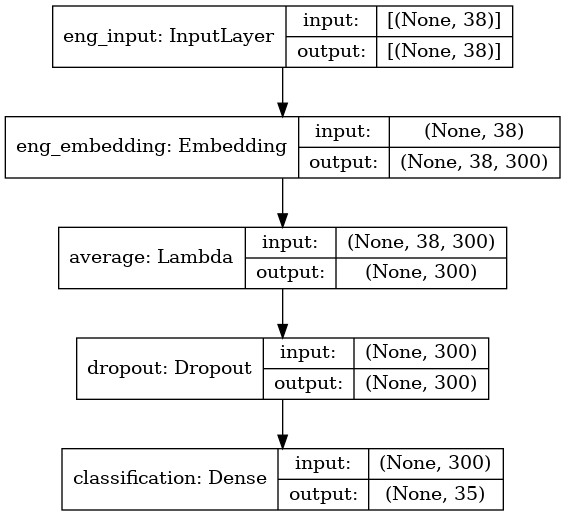 eng_input: InputLayer
input: [(None, 38)]
output: [(None, 38)]
eng_embedding: Embedding
input: (None, 38)
output: (None, 38, 300)
average: Lambda
input: (None, 38, 300)
output: (None, 300)
dropout: Dropout
input: (None, 300)
output: (None, 300)
classification: Dense
input: (None, 300)
output: (None, 35)